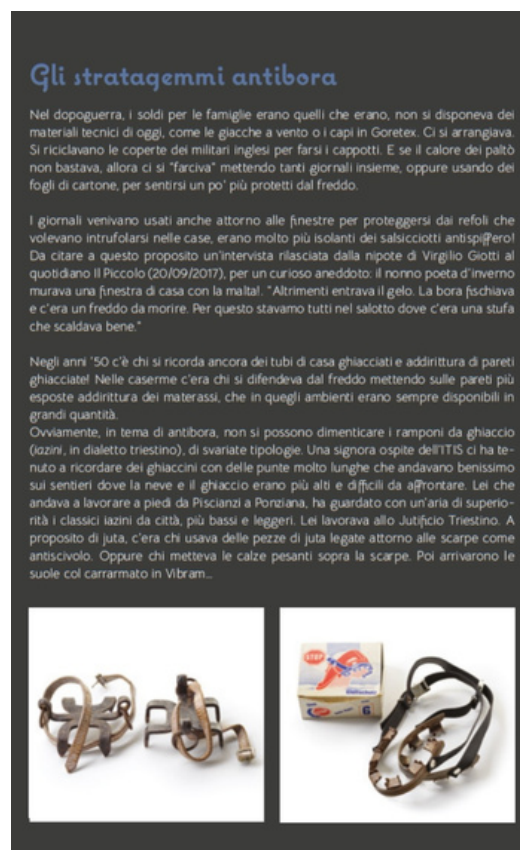 Gli stratagemmi antibora
Nel dopoguerra, i soldi per le famiglie erano quelli che erano, non si disponeva dei
materiali tecnici di oggi, come le giacche a vento o i capi in Goretex. Ci si arrangiava.
Si riciclavano le coperte dei militari inglesi per farsi i cappotti. E se il calore dei paltò
non bastava, allora ci si "farciva" mettendo tanti giornali insieme, oppure usando dei
fogli di cartone, per sentirsi un po' più protetti dal freddo.
I giornali venivano usati anche attorno alle finestre per proteggersi dai refoli che
volevano intrufolarsi nelle case, erano molto più isolanti dei salsicciotti antispiffero!
Da citare a questo proposito un'intervista rilasciata dalla nipote di Virgilio Giotti al
quotidiano Il Piccolo (20/09/2017), per un curioso aneddoto: il nonno poeta d'inverno
murava una finestra di casa con la malta!. "Altrimenti entrava il gelo. La bora fischiava
e c'era un freddo da morire. Per questo stavamo tutti nel salotto dove c'era una stufa
che scaldava bene."
Negli anni '50 c'è chi si ricorda ancora dei tubi di casa ghiacciati e addirittura di pareti
ghiacciate! Nelle caserme c'era chi si difendeva dal freddo mettendo sulle pareti più
esposte addirittura dei materassi, che in quegli ambienti erano sempre disponibili in
grandi quantità.
Ovviamente, in tema di antibora, non si possono dimenticare i ramponi da ghiaccio
(iazini, in dialetto triestino), di svariate tipologie. Una signora ospite dell'ITIS ci ha te-
nuto a ricordare dei ghiaccini con delle punte molto lunghe che andavano benissimo
sui sentieri dove la neve e il ghiaccio erano più alti e difficili da affrontare. Lei che
andava a lavorare a piedi da Piscianzi a Ponziana, ha guardato con un'aria di superio-
rità i classici iazini da città, più bassi e leggeri. Lei lavorava allo Jutificio Triestino. A
proposito di juta, c'era chi usava delle pezze di juta legate attorno alle scarpe come
antiscivolo. Oppure chi metteva le calze pesanti sopra la scarpe. Poi arrivarono le
suole col carrarmato in Vibram...
STOP
6